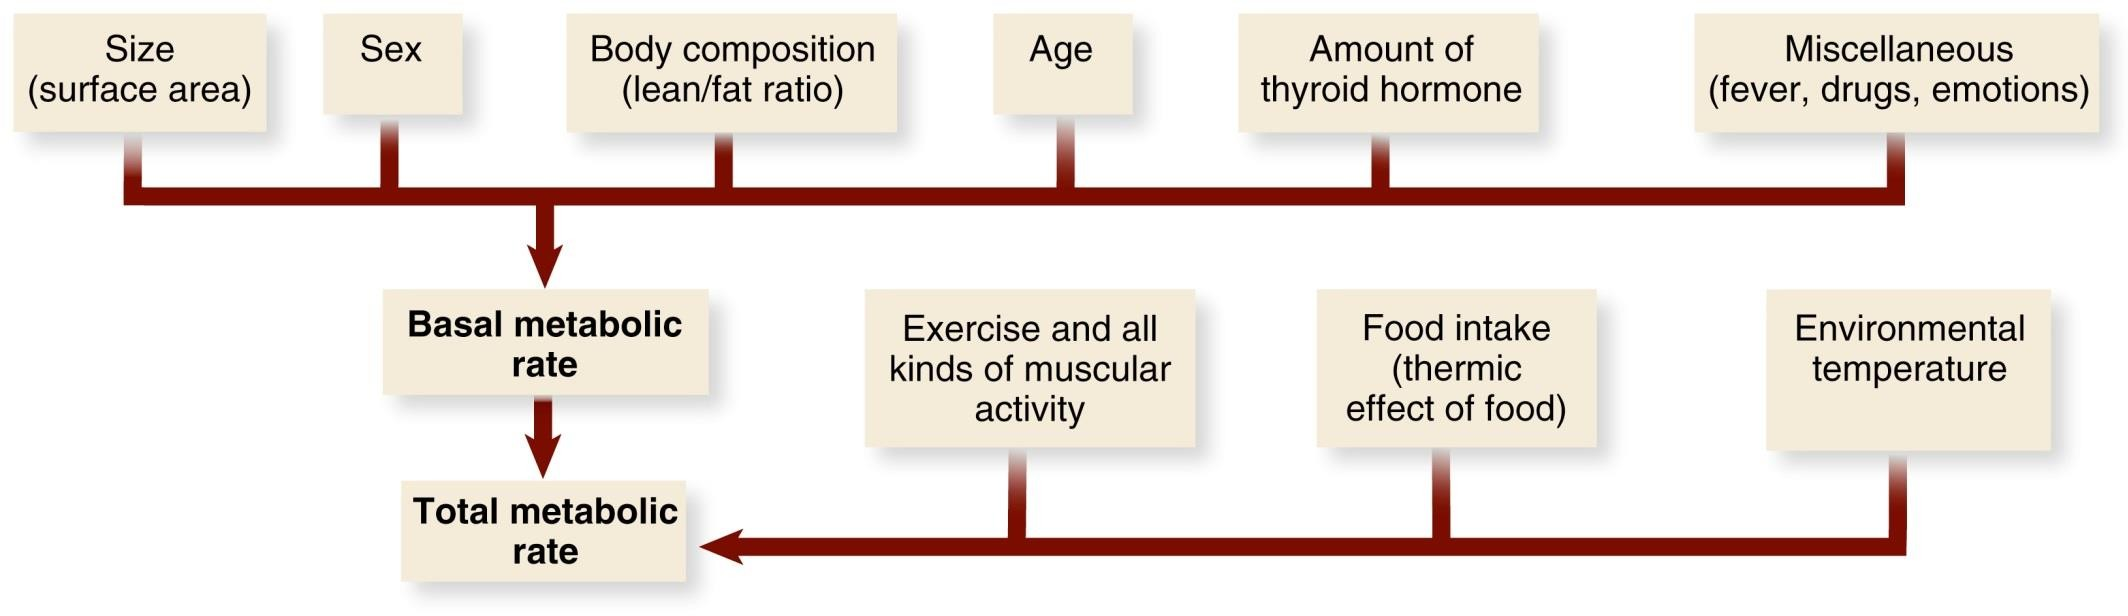 Size
(surface area)
Sex
Body composition
(lean/fat ratio)
Age
Amount of
thyroid hormone
Miscellaneous
(fever, drugs, emotions)
Basal metabolic
rate
Exercise and all
kinds of muscular
activity
Food intake
(thermic
effect of food)
Environmental
temperature
Total metabolic
rate